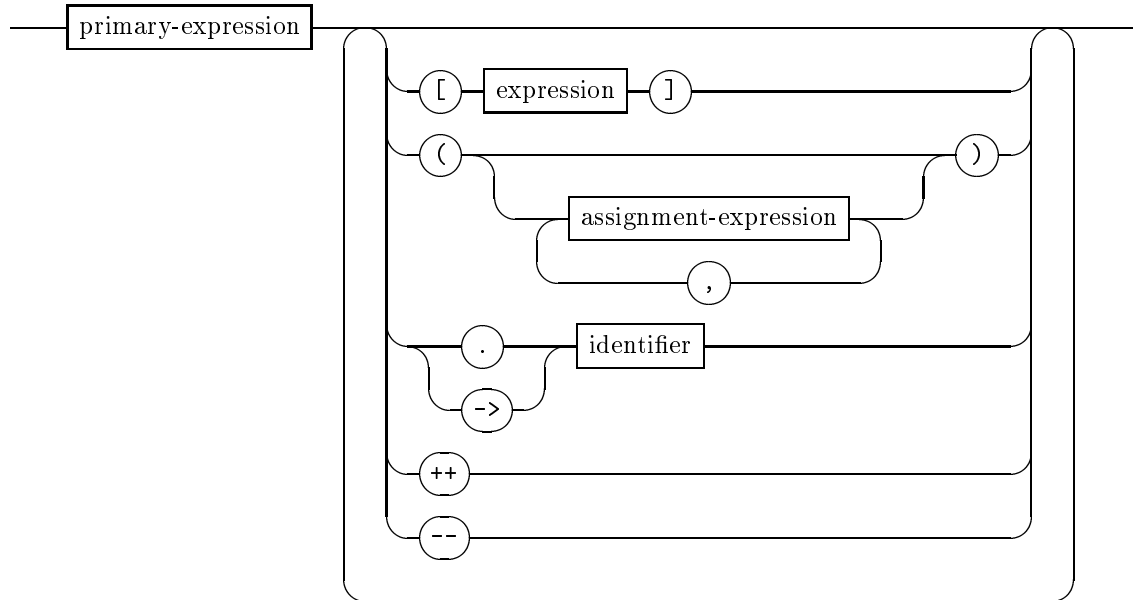 primary-expression
[ expression ]
( )
assignment-expression
,
. identifier
->
++
--